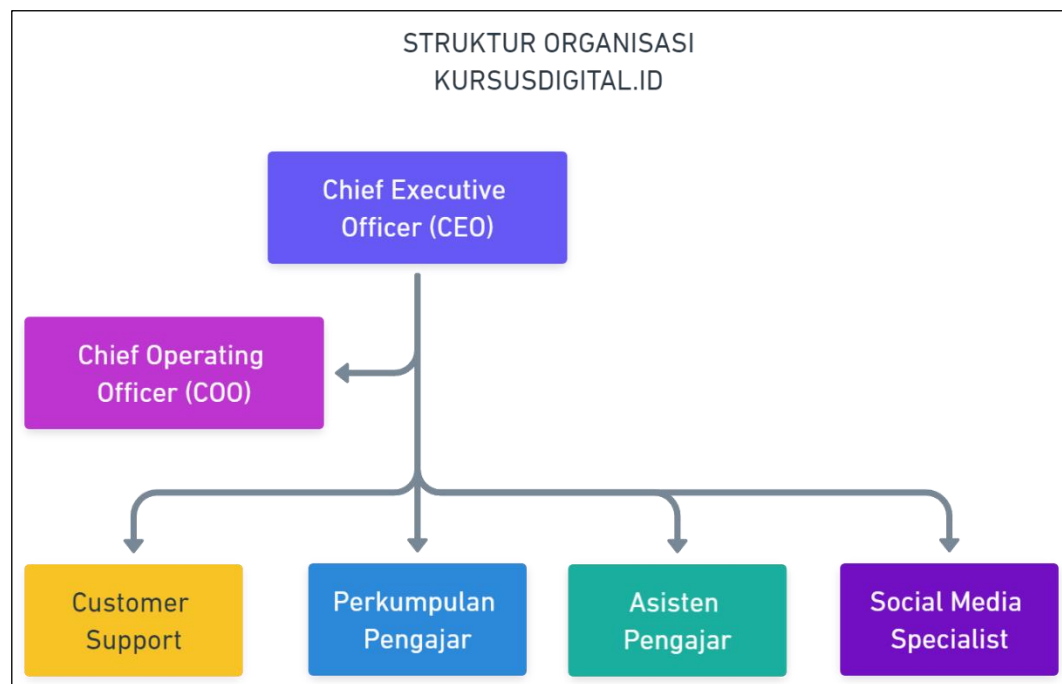 STRUKTUR ORGANISASI
KURSUSDIGITAL.ID
Chief Executive
Officer (CEO)
Chief Operating
Officer (COO)
Customer
Support
Perkumpulan
Pengajar
Asisten
Pengajar
Social Media
Specialist